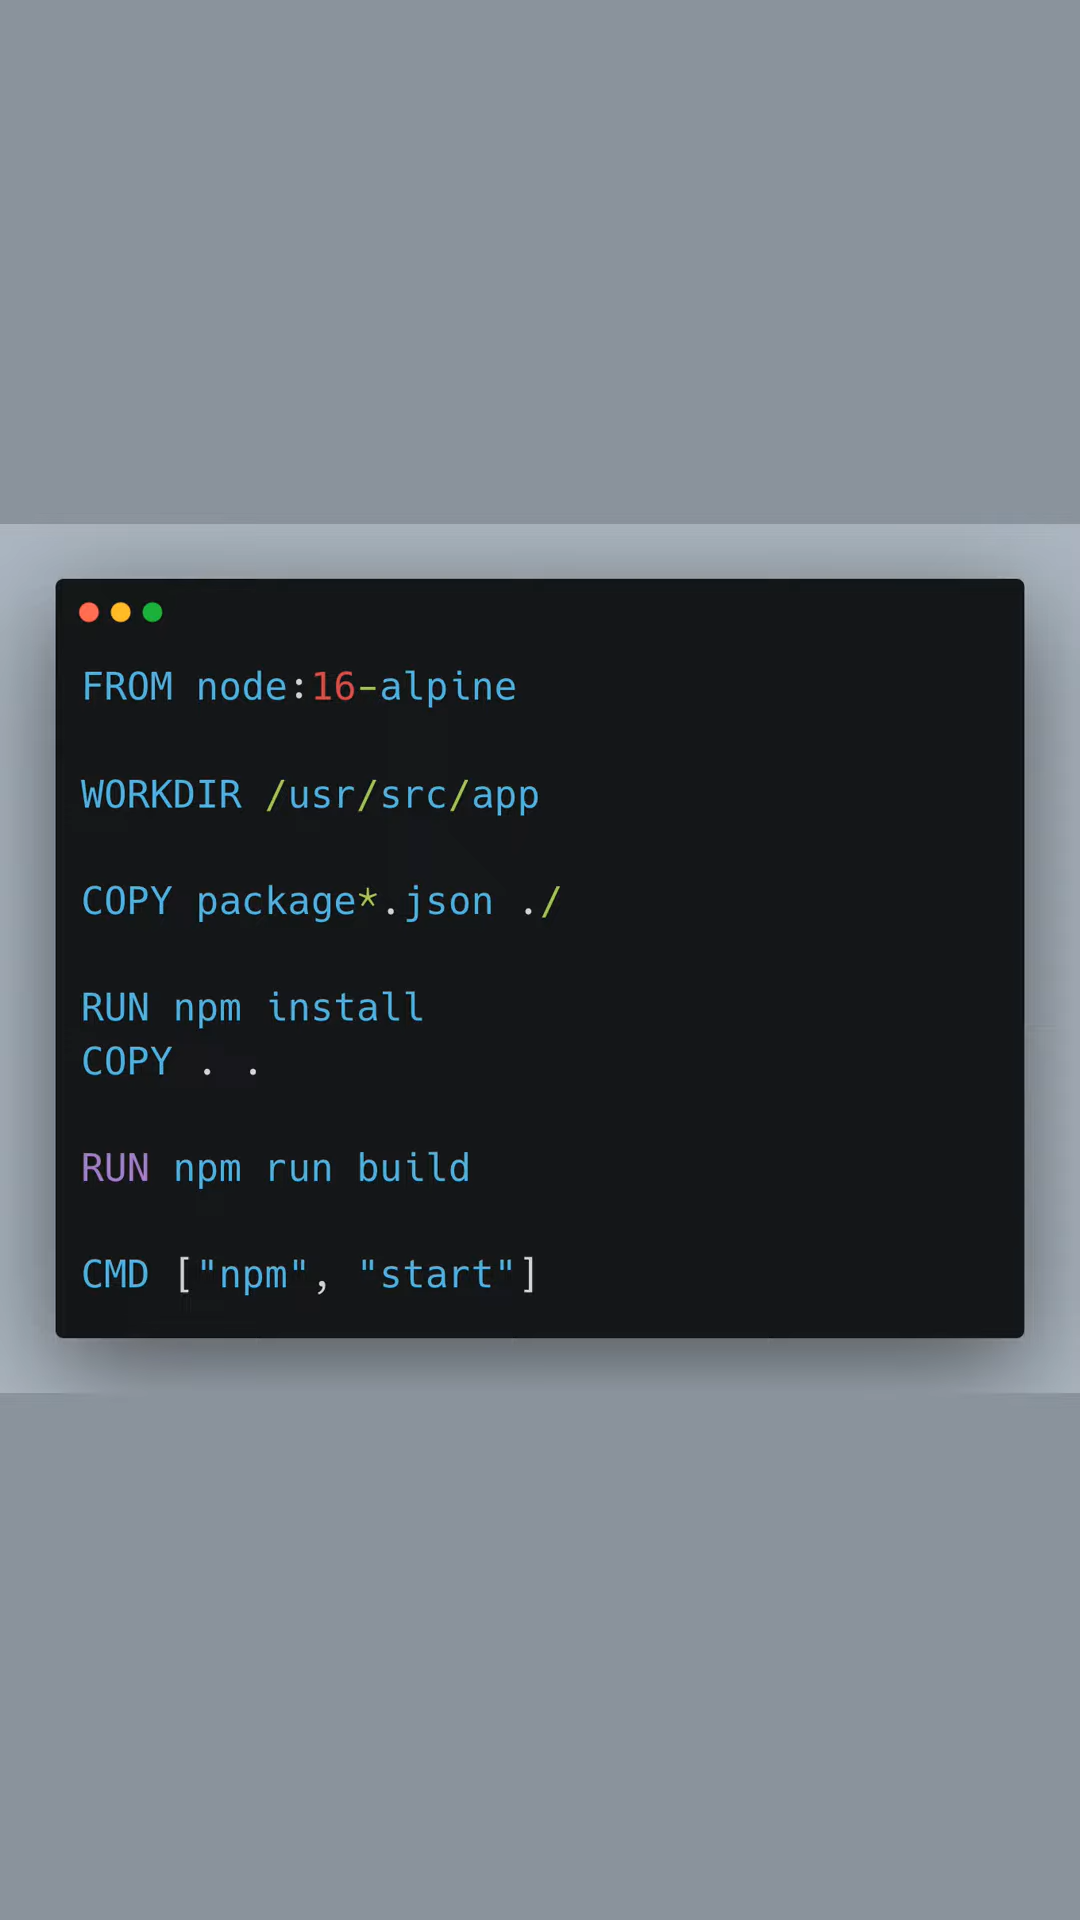 FROM node:16-alpine
WORKDIR /usr/src/app
COPY package*.json ./
RUN npm install
COPY . .
RUN npm run build
CMD ["npm", "start"]